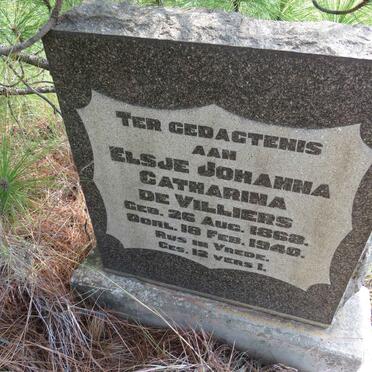 TER GEDAGTENIS
AAN
ELSJE JOHANNA
CATHARINA
DE VILLIERS
GEB. 26 AUG. 1868.
OORL. 18 FEB. 1940.
RUS IN VREDE.
GES. 12 VERS 1.